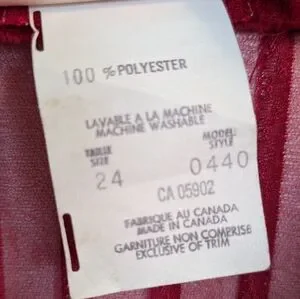 100 % POLYESTER
LAVABLE A LA MACHINE
MACHINE WASHABLE
TAILLE MODEL
SIZE STYLE
24 0440
CA 05902
FABRIQUE AU CANADA
MADE IN CANADA
GARNITURE NON COMPRISE
EXCLUSIVE OF TRIM